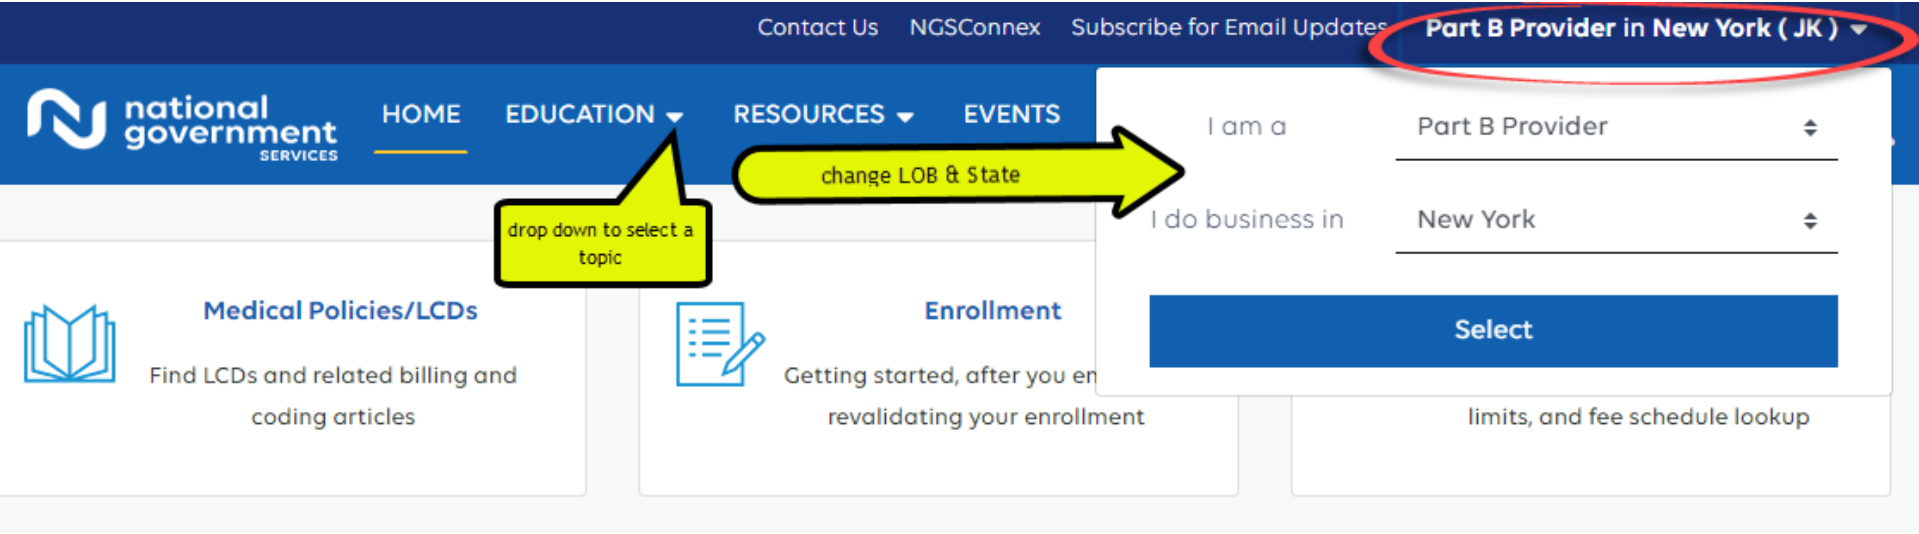 Contact Us NGSConnex Subscribe for Email Updates Part B Provider in New York ( JK )
national
government
SERVICES
HOME EDUCATION RESOURCES EVENTS
I am a Part B Provider
change LOB & State
I do business in New York
drop down to select a
topic
Select
Medical Policies/LCDs
Find LCDs and related billing and
coding articles
Enrollment
Getting started, after you en
revalidating your enrollment
limits, and fee schedule lookup